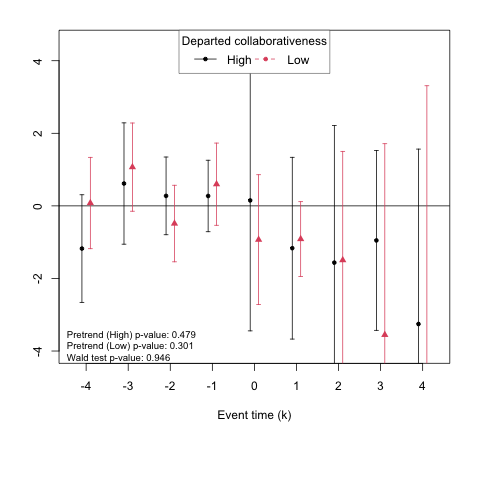 Departed collaborativeness
High Low
4
2
0
-2
-4
Pretrend (High) p-value: 0.479
Pretrend (Low) p-value: 0.301
Wald test p-value: 0.946
-4 -3 -2 -1 0 1 2 3 4
Event time (k)